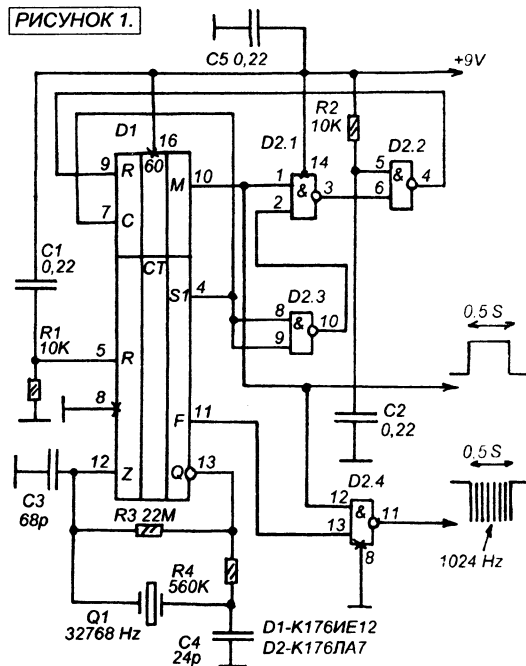 РИСУНОК 1.
C5 0,22
+9V
R2
10K
D1
D2.1
D2.2
16
60
14
9
R
M
10
1
&
3
5
&
4
6
7
C
2
CT
C1
0,22
S1
4
D2.3
8
&
10
9
0.5 S
R1
10K
5
R
8
F
11
C2
0,22
0.5S
12
Z
Q
13
D2.4
12
&
11
13
8
C3
68p
R3 22M
1024 Hz
R4
560K
Q1
32768 Hz
C4
24p
D1-К176ИЕ12
D2-К176ЛА7